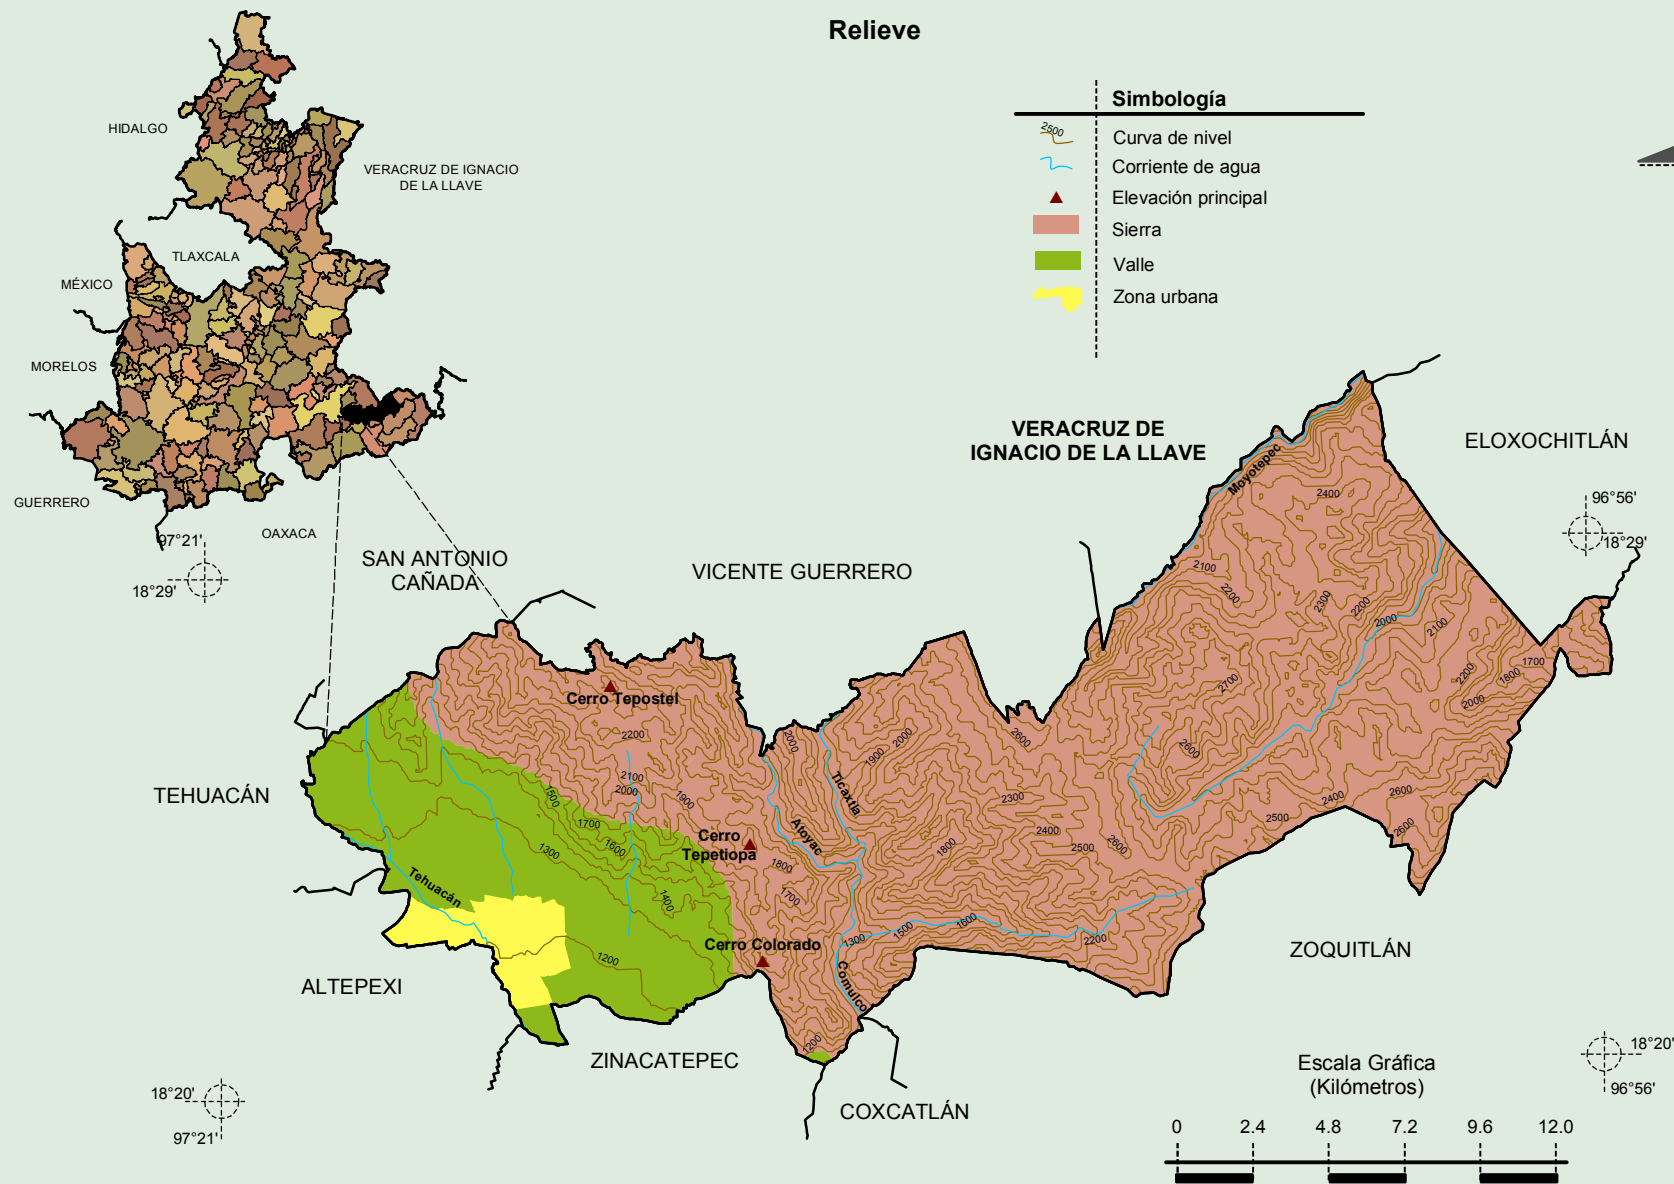 Relieve
Simbología
2500
Curva de nivel
Corriente de agua
Elevación principal
Sierra
Valle
Zona urbana
HIDALGO
VERACRUZ DE IGNACIO
DE LA LLAVE
TLAXCALA
MÉXICO
MORELOS
GUERRERO
OAXACA
97°21'
18°29'
SAN ANTONIO
CAÑADA
VICENTE GUERRERO
VERACRUZ DE
IGNACIO DE LA LLAVE
ELOXOCHITLÁN
96°56'
18°29'
Moyotepec
2400
2100
2200
2300
2200
2000
2100
2200
1700
1800
2000
2700
2600
2600
Cerro Tepostel
2200
2100
2000
1900
2000
1900
2000
Ticaxtla
Atoyac
TEHUACÁN
1500
1700
1600
1300
Cerro
Tepetiopa
1800
1700
1800
2300
2400
2500
2600
2500
2400
2600
2600
Tehuacán
1400
1200
Cerro Colorado
1300
1500
1600
2200
Comulco
1200
ALTEPEXI
ZINACATEPEC
COXCATLÁN
ZOQUITLÁN
18°20'
97°21'
18°20'
96°56'
Escala Gráfica
(Kilómetros)
0 2.4 4.8 7.2 9.6 12.0